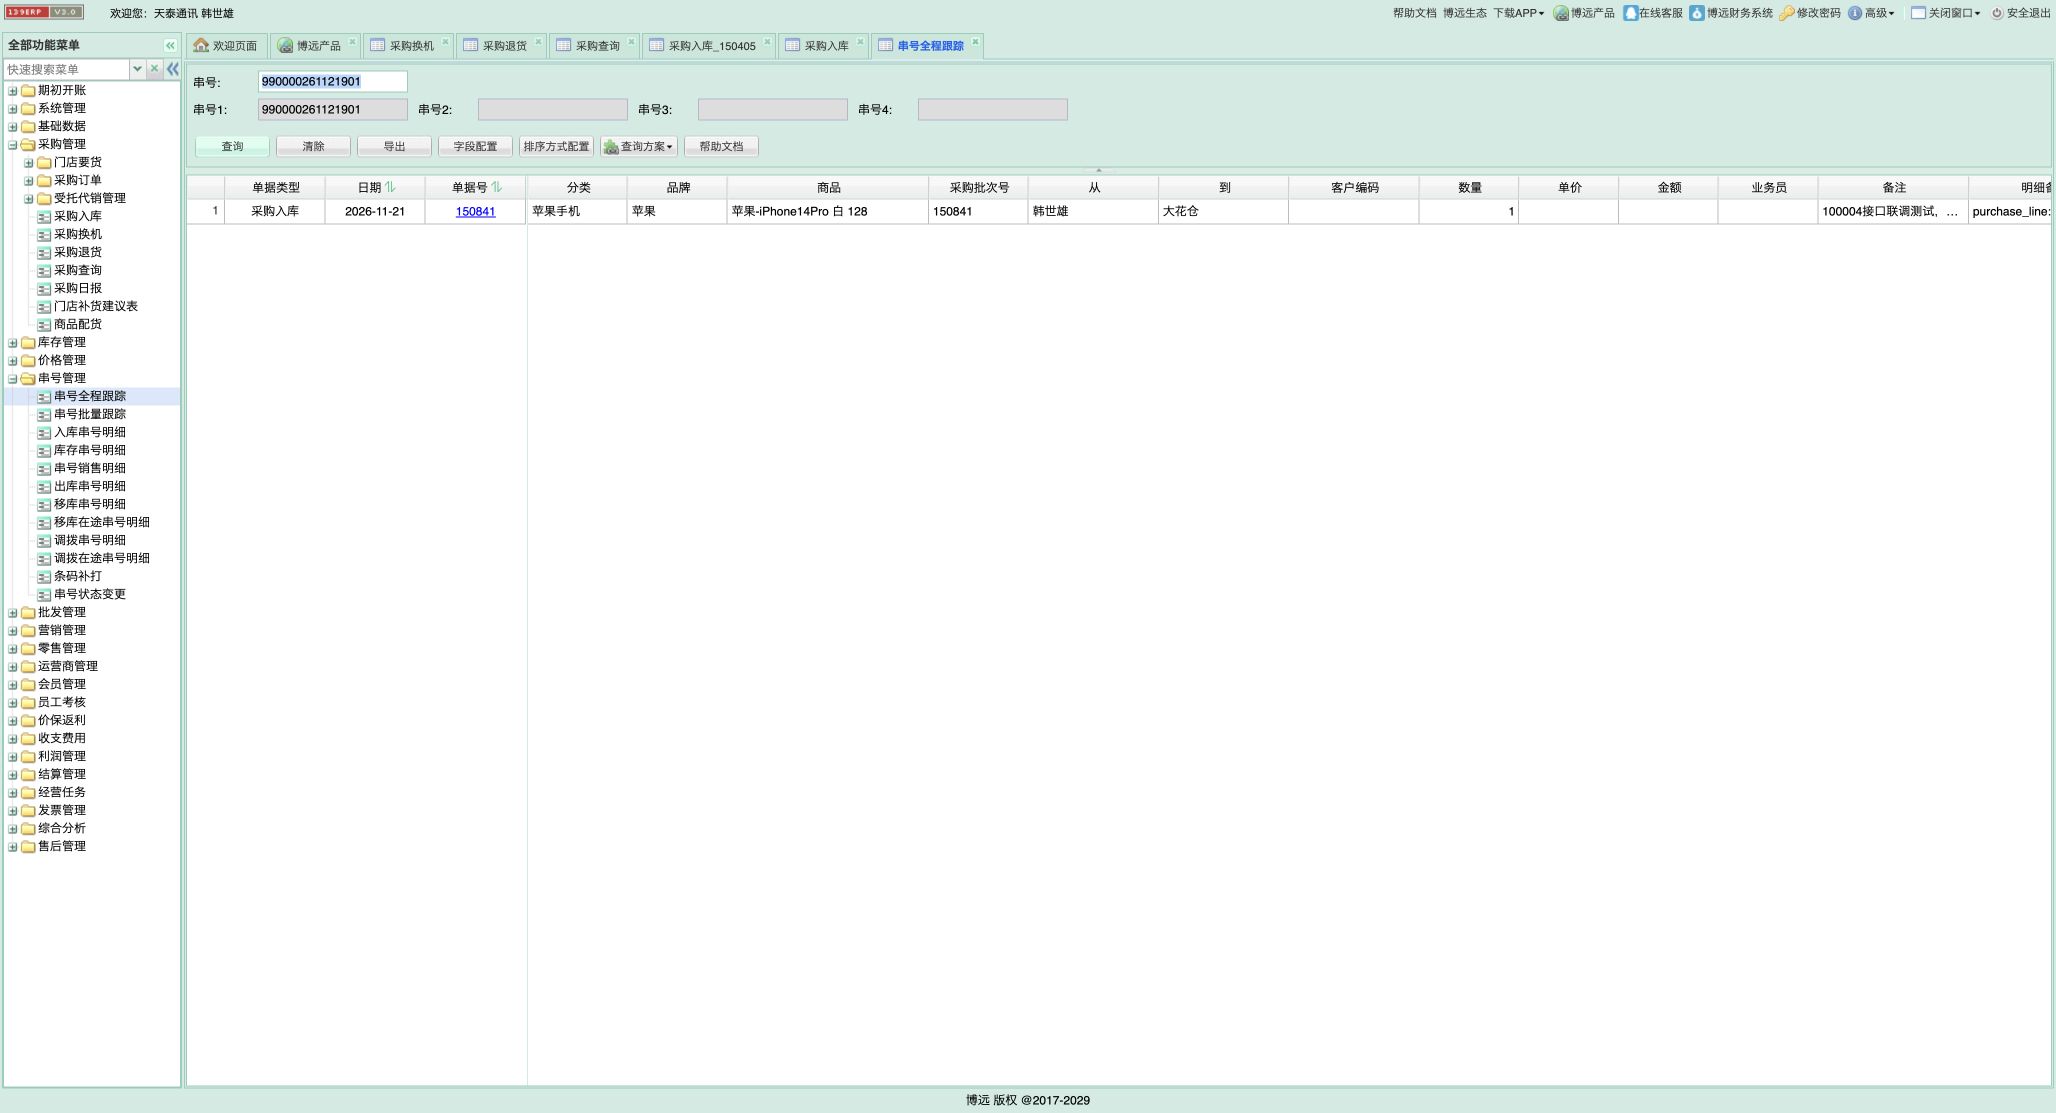 139ERP V3.0 欢迎您: 天泰通讯 韩世雄 帮助文档 博远生态 下载APP 博远产品 在线客服 博远财务系统 修改密码 高级 关闭窗口 安全退出
全部功能菜单
快速搜索菜单
期初开账
系统管理
基础数据
采购管理
门店要货
采购订单
受托代销管理
采购入库
采购换机
采购退货
采购查询
采购日报
门店补货建议表
商品配货
库存管理
价格管理
串号管理
串号全程跟踪
串号批量跟踪
入库串号明细
库存串号明细
串号销售明细
出库串号明细
移库串号明细
移库在途串号明细
调拨串号明细
调拨在途串号明细
条码补打
串号状态变更
批发管理
营销管理
零售管理
运营商管理
会员管理
员工考核
价保返利
收支费用
利润管理
结算管理
经营任务
发票管理
综合分析
售后管理
欢迎页面 博远产品 采购换机 采购退货 采购查询 采购入库_150405 采购入库 串号全程跟踪
串号: 990000261121901
串号1: 990000261121901 串号2: 串号3: 串号4:
查询 清除 导出 字段配置 排序方式配置 查询方案 帮助文档
单据类型 日期 单据号 分类 品牌 商品 采购批次号 从 到 客户编码 数量 单价 金额 业务员 备注 明细
1 采购入库 2026-11-21 150841 苹果手机 苹果 苹果-iPhone14Pro 白 128 150841 韩世雄 大花仓 1 100004接口联调测试, … purchase_line:
博远 版权 @2017-2029